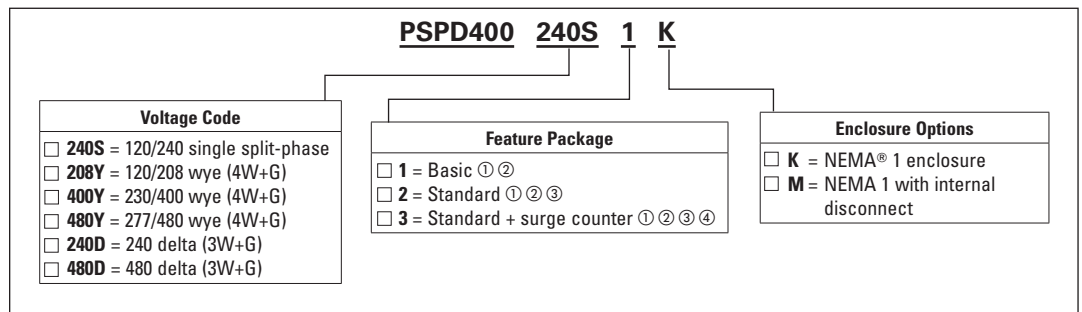 PSPD400 240S 1 K
Voltage Code
240S = 120/240 single split-phase
208Y = 120/208 wye (4W+G)
400Y = 230/400 wye (4W+G)
480Y = 277/480 wye (4W+G)
240D = 240 delta (3W+G)
480D = 480 delta (3W+G)
Feature Package
1 = Basic ① ②
2 = Standard ① ② ③
3 = Standard + surge counter ① ② ③ ④
Enclosure Options
K = NEMA® 1 enclosure
M = NEMA 1 with internal
disconnect